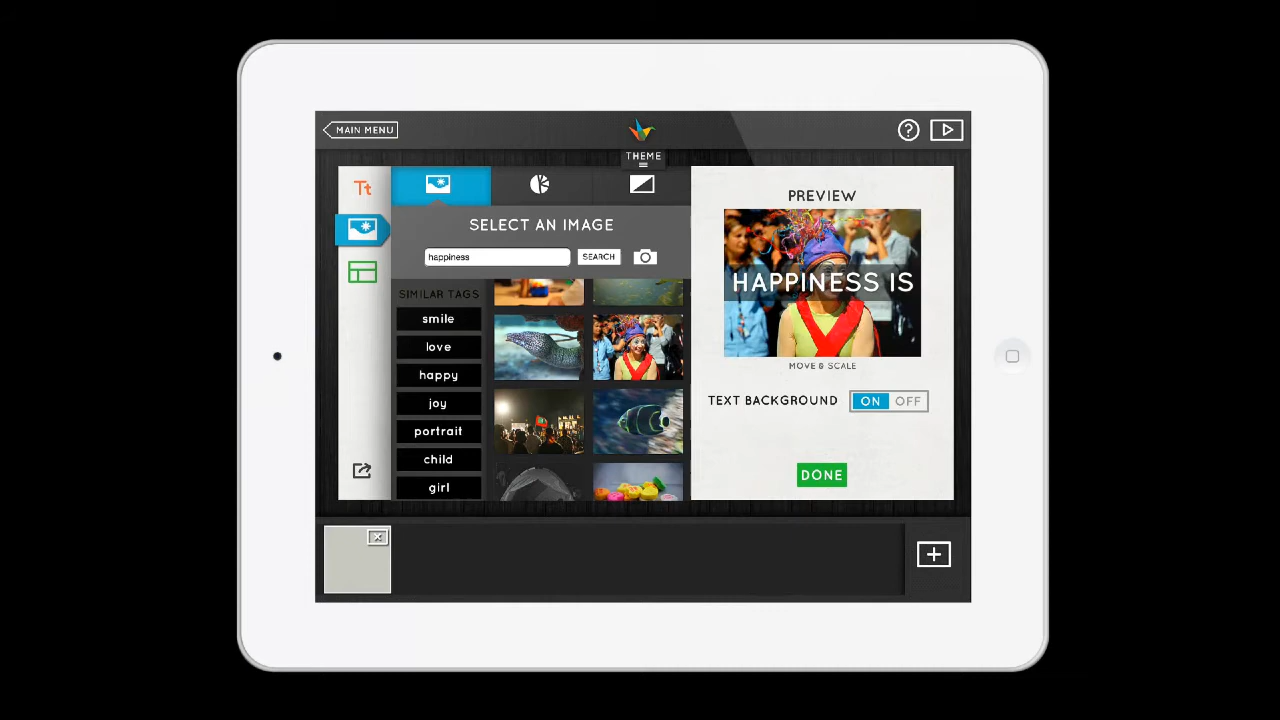 MAIN MENU
THEME
Tt
SELECT AN IMAGE
happiness
SEARCH
SIMILAR TAGS
smile
love
happy
joy
portrait
child
girl
PREVIEW
HAPPINESS IS
MOVE & SCALE
TEXT BACKGROUND
ON OFF
DONE